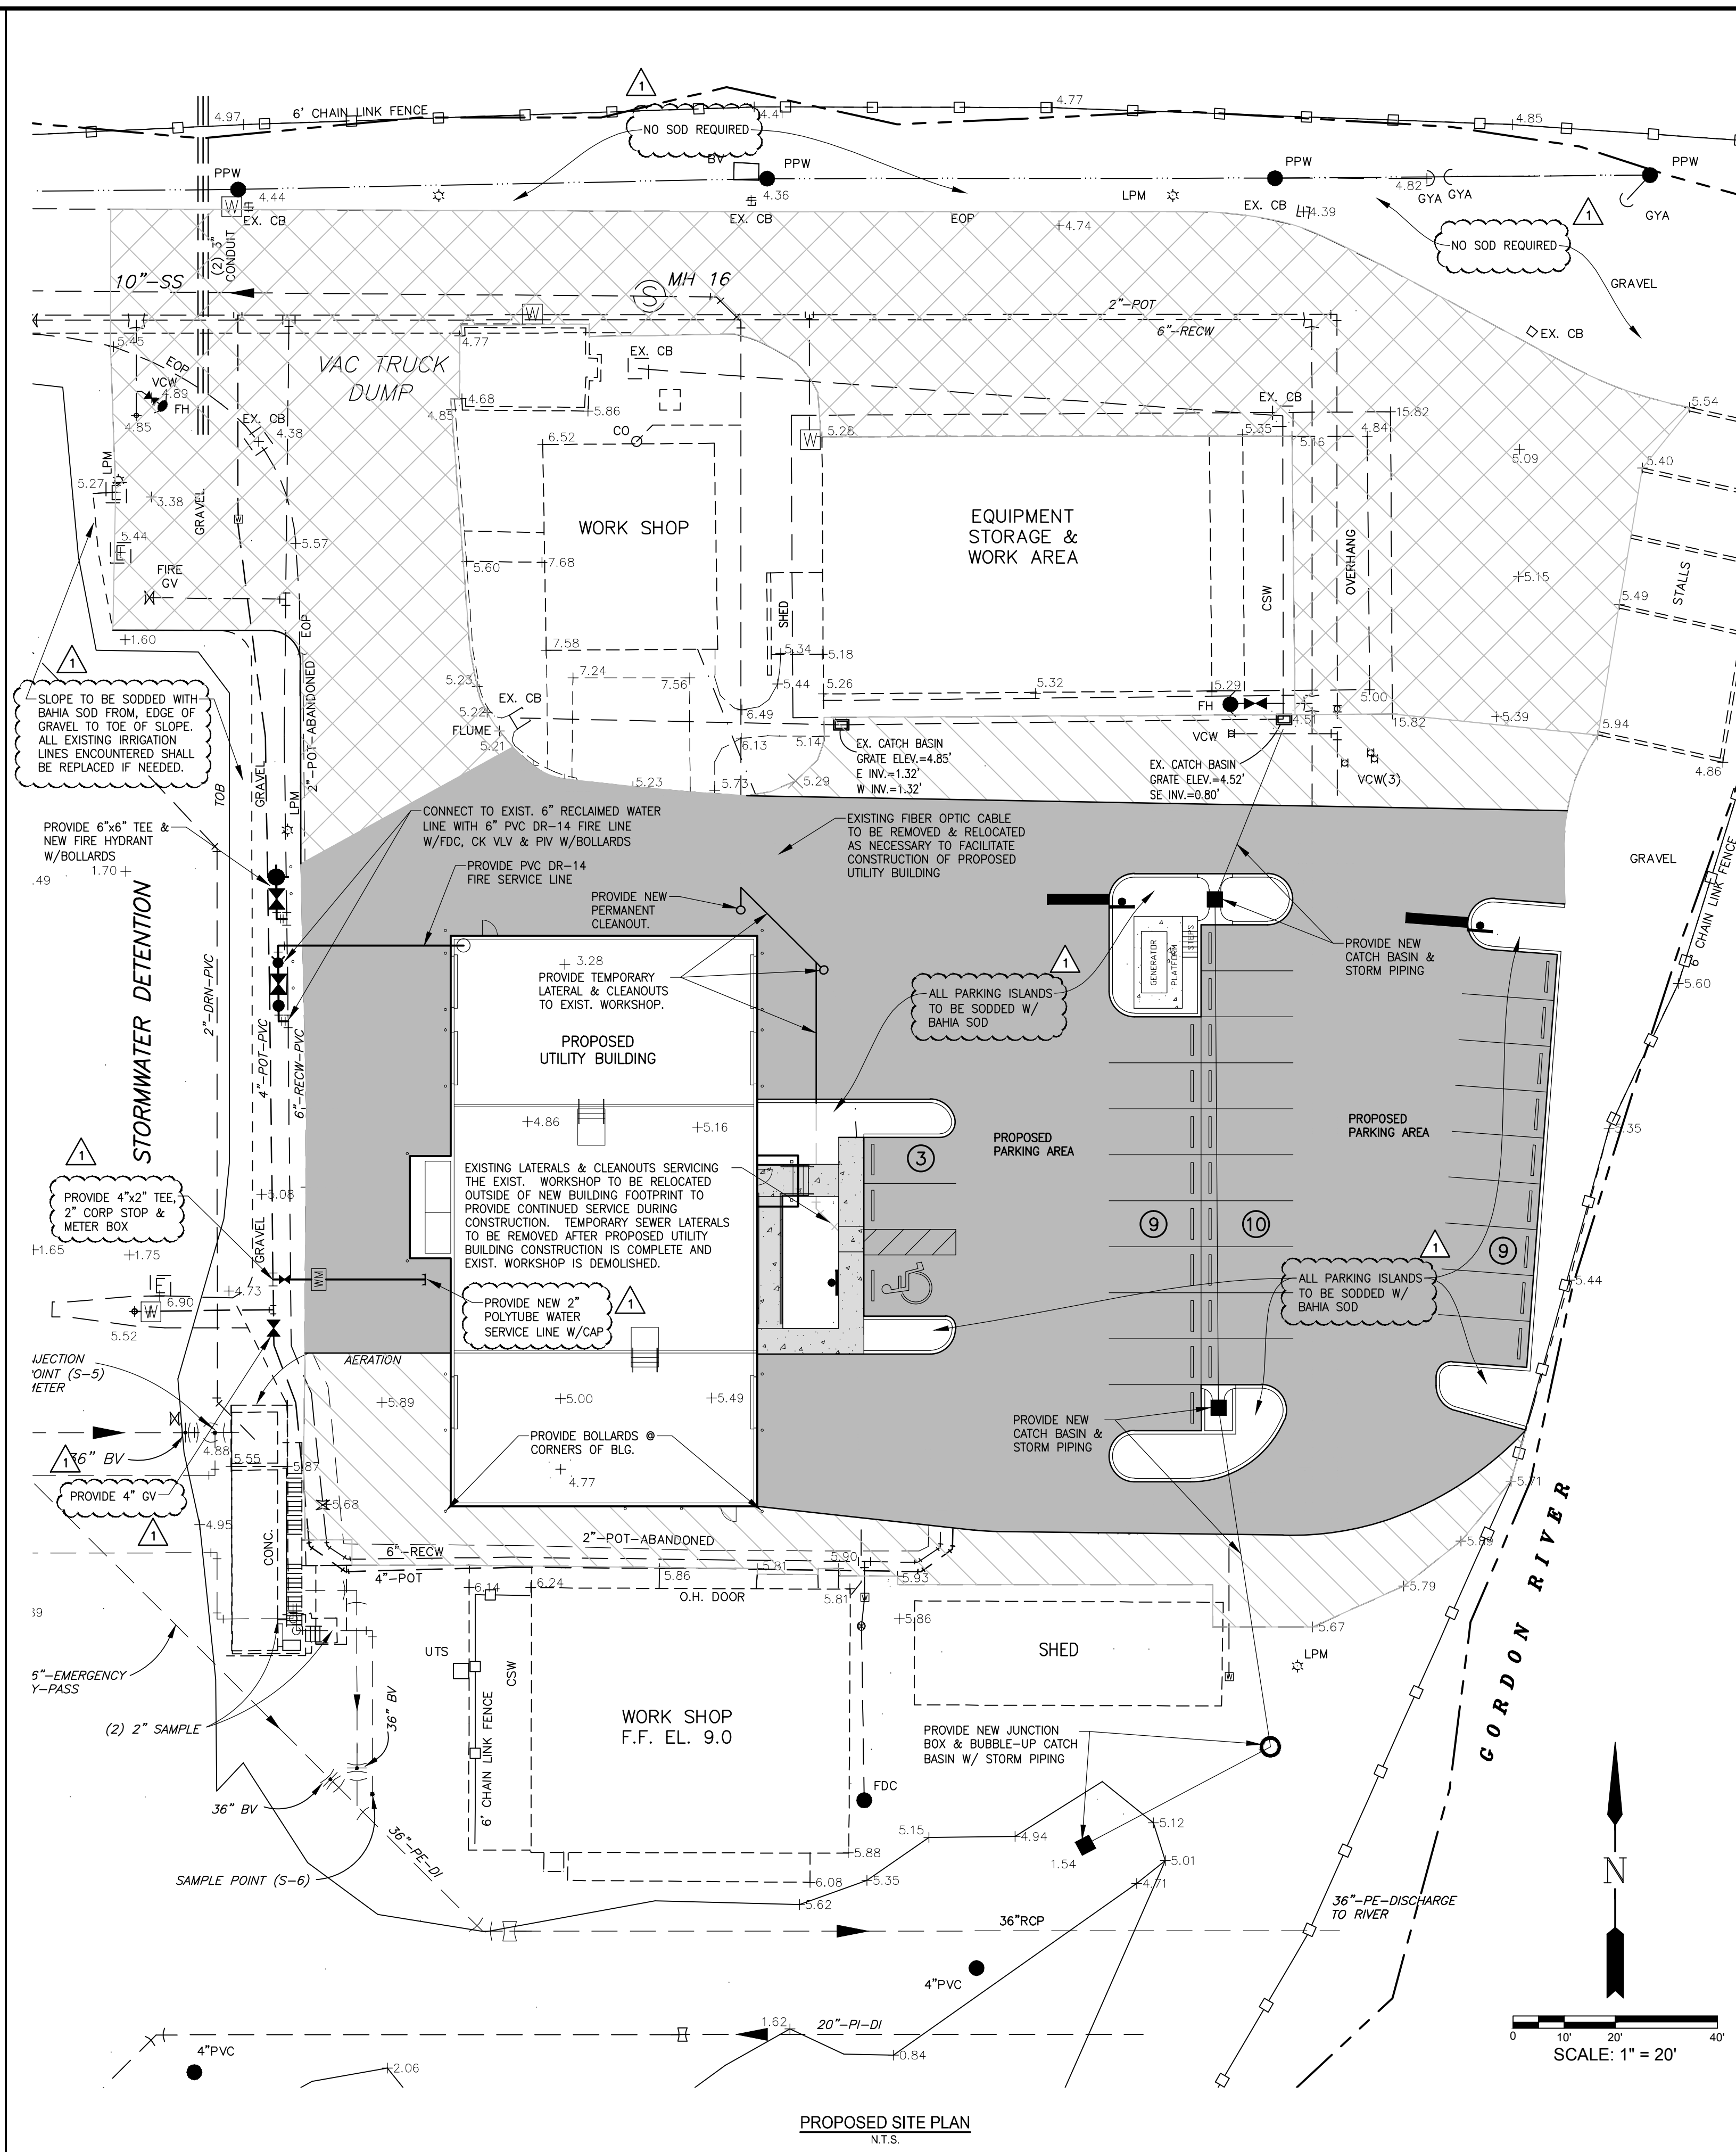 1
6' CHAIN LINK FENCE
4.97
4.41
4.77
4.85
NO SOD REQUIRED
PPW
BV
PPW
PPW
PPW
4.44
4.36
LPM
4.82
GYA GYA
GYA
W
EX. CB
EX. CB
EOP
4.74
EX. CB
4.39
1
NO SOD REQUIRED
GRAVEL
(2) 3"
CONDUIT
10"-SS
S
MH 16
W
2"-POT
6"-RECW
EX. CB
5.45
EOP
VAC TRUCK
DUMP
4.77
EX. CB
VCW
4.89
FH
4.85
EX. CB
4.38
4.68
4.85
5.86
CO
6.52
W
5.28
EX. CB
5.35
5.16
4.84
15.82
5.54
5.09
5.40
LPM
5.27
3.38
GRAVEL
5.44
E
E
W
5.57
FIRE
GV
WORK SHOP
5.60
7.68
EQUIPMENT
STORAGE &
WORK AREA
CSW
OVERHANG
5.15
5.49
STALLS
SHED
1.60
EOP
7.58
7.24
7.56
5.34
5.18
5.44
5.26
5.32
5.29
5.00
1
SLOPE TO BE SODDED WITH
BAHIA SOD FROM, EDGE OF
GRAVEL TO TOE OF SLOPE.
ALL EXISTING IRRIGATION
LINES ENCOUNTERED SHALL
BE REPLACED IF NEEDED.
2"-POT-ABANDONED
5.23
EX. CB
5.22
FLUME
5.21
6.49
6.13
5.14
FH
4.51
15.82
5.39
5.94
4.86
EX. CATCH BASIN
GRATE ELEV.=4.85'
E INV.=1.32'
W INV.=1.32'
VCW
EX. CATCH BASIN
GRATE ELEV.=4.52'
SE INV.=0.80'
VCW(3)
5.23
5.73
5.29
TOB
GRAVEL
LPM
PROVIDE 6"x6" TEE &
NEW FIRE HYDRANT
W/BOLLARDS
1.70
.49
CONNECT TO EXIST. 6" RECLAIMED WATER
LINE WITH 6" PVC DR-14 FIRE LINE
W/FDC, CK VLV & PIV W/BOLLARDS
PROVIDE PVC DR-14
FIRE SERVICE LINE
EXISTING FIBER OPTIC CABLE
TO BE REMOVED & RELOCATED
AS NECESSARY TO FACILITATE
CONSTRUCTION OF PROPOSED
UTILITY BUILDING
GRAVEL
CHAIN LINK FENCE
PROVIDE NEW
PERMANENT
CLEANOUT.
STORMWATER DETENTION
2"-DRN-PVC
4"-POT-PVC
6"-RECW-PVC
3.28
PROVIDE TEMPORARY
LATERAL & CLEANOUTS
TO EXIST. WORKSHOP.
PROPOSED
UTILITY BUILDING
GENERATOR
PLATFORM
STEPS
PROVIDE NEW
CATCH BASIN &
STORM PIPING
1
ALL PARKING ISLANDS
TO BE SODDED W/
BAHIA SOD
5.60
4.86
5.16
PROPOSED
PARKING AREA
PROPOSED
PARKING AREA
5.35
3
1
PROVIDE 4"x2" TEE,
2" CORP STOP &
METER BOX
EXISTING LATERALS & CLEANOUTS SERVICING
THE EXIST. WORKSHOP TO BE RELOCATED
OUTSIDE OF NEW BUILDING FOOTPRINT TO
PROVIDE CONTINUED SERVICE DURING
CONSTRUCTION. TEMPORARY SEWER LATERALS
TO BE REMOVED AFTER PROPOSED UTILITY
BUILDING CONSTRUCTION IS COMPLETE AND
EXIST. WORKSHOP IS DEMOLISHED.
5.08
GRAVEL
1.65
1.75
9
10
9
1
ALL PARKING ISLANDS
TO BE SODDED W/
BAHIA SOD
5.44
E
6.90
W
4.73
WM
5.52
PROVIDE NEW 2"
POLYTUBE WATER
SERVICE LINE W/CAP
1
NJECTION
OINT (S-5)
METER
AERATION
5.89
5.00
5.49
PROVIDE BOLLARDS @
CORNERS OF BLG.
4.77
PROVIDE NEW
CATCH BASIN &
STORM PIPING
36" BV
1
4.88
5.55
5.87
PROVIDE 4" GV
1
5.68
4.95
CONC.
5.71
5.89
5.79
5.67
GORDON RIVER
6"-RECW
2"-POT-ABANDONED
4"-POT
6.14
6.24
5.86
5.81
5.90
5.93
5.81
5.86
O.H. DOOR
W
SHED
LPM
W
UTS
CSW
39
6"-EMERGENCY
Y-PASS
(2) 2" SAMPLE
36" BV
36" BV
6' CHAIN LINK FENCE
WORK SHOP
F.F. EL. 9.0
PROVIDE NEW JUNCTION
BOX & BUBBLE-UP CATCH
BASIN W/ STORM PIPING
FDC
36"-PE-DI
SAMPLE POINT (S-6)
5.15
4.94
5.12
1.54
5.01
4.71
5.88
5.35
6.08
5.62
36"RCP
36"-PE-DISCHARGE
TO RIVER
N
4"PVC
1.62
20"-PI-DI
0.84
4"PVC
2.06
0 10' 20' 40'
SCALE: 1" = 20'
PROPOSED SITE PLAN
N.T.S.